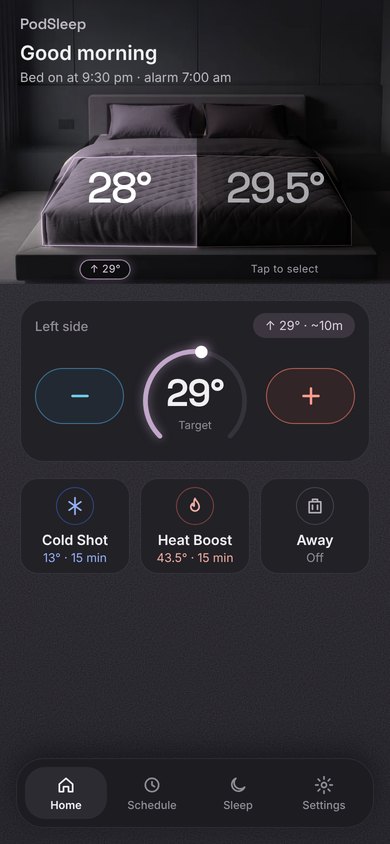 PodSleep
Good morning
Bed on at 9:30 pm · alarm 7:00 am
28° 29.5°
↑ 29° Tap to select
Left side ↑ 29° · ~10m
− 29° +
Target
Cold Shot Heat Boost Away
13° · 15 min 43.5° · 15 min Off
Home Schedule Sleep Settings